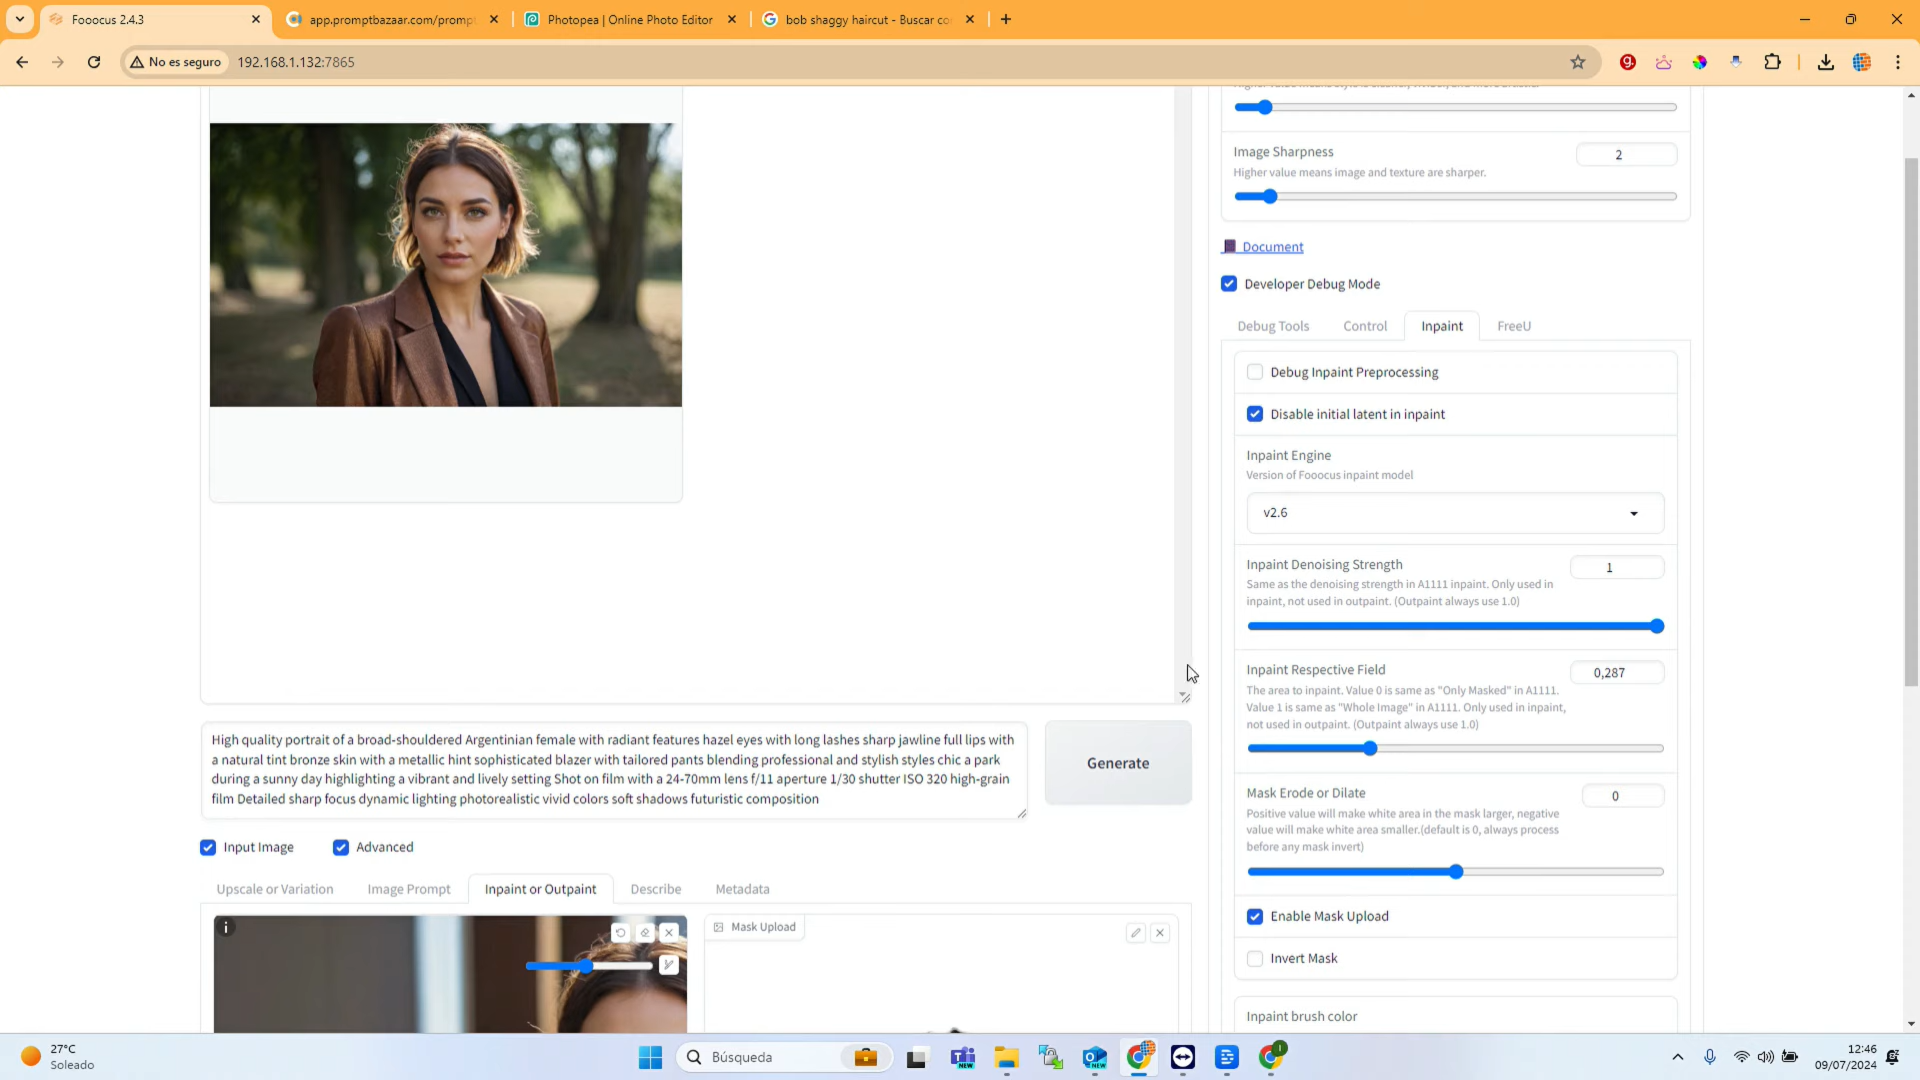 Fooocus 2.4.3
app.promptbazaar.com/promp
Photopea | Online Photo Editor
bob shaggy haircut - Buscar co
No es seguro
192.168.1.132:7865
Image Sharpness
2
Higher value means image and texture are sharper.
Document
Developer Debug Mode
Debug Tools
Control
Inpaint
FreeU
Debug Inpaint Preprocessing
Disable initial latent in inpaint
Inpaint Engine
Version of Fooocus inpaint model
v2.6
Inpaint Denoising Strength
1
Same as the denoising strength in A1111 inpaint. Only used in
inpaint, not used in outpaint. (Outpaint always use 1.0)
Inpaint Respective Field
0,287
The area to inpaint. Value 0 is same as "Only Masked" in A1111.
Value 1 is same as "Whole Image" in A1111. Only used in inpaint,
not used in outpaint. (Outpaint always use 1.0)
Mask Erode or Dilate
0
Positive value will make white area in the mask larger, negative
value will make white area smaller.(default is 0, always process
before any mask invert)
Enable Mask Upload
Invert Mask
Inpaint brush color
High quality portrait of a broad-shouldered Argentinian female with radiant features hazel eyes with long lashes sharp jawline full lips with
a natural tint bronze skin with a metallic hint sophisticated blazer with tailored pants blending professional and stylish styles chic a park
during a sunny day highlighting a vibrant and lively setting Shot on film with a 24-70mm lens f/11 aperture 1/30 shutter ISO 320 high-grain
film Detailed sharp focus dynamic lighting photorealistic vivid colors soft shadows futuristic composition
Generate
Input Image
Advanced
Upscale or Variation
Image Prompt
Inpaint or Outpaint
Describe
Metadata
Mask Upload
27°C
Soleado
Búsqueda
NEW
NEW
12:46
09/07/2024